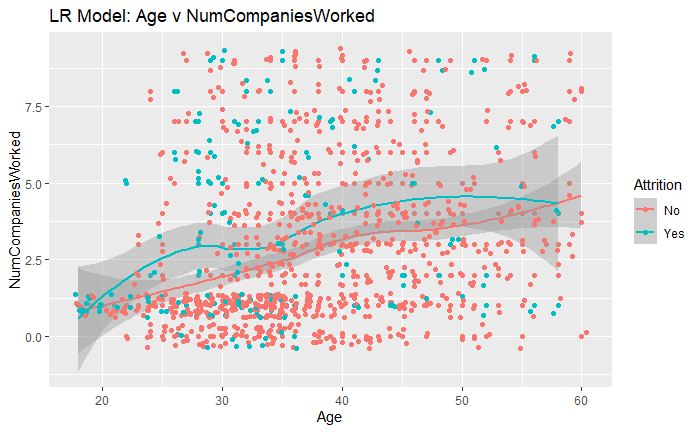 LR Model: Age v NumCompaniesWorked
NumCompaniesWorked
7.5
5.0
2.5
0.0
20
30
40
50
60
Age
Attrition
No
Yes